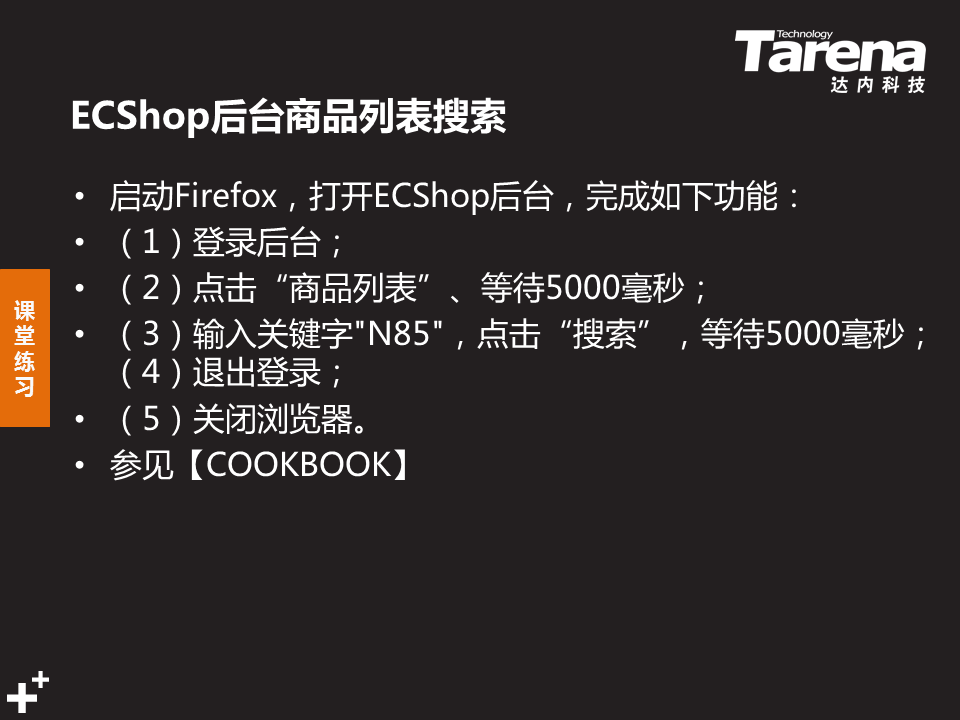 Technology
Tarena
达内科技
ECShop后台商品列表搜索
• 启动Firefox，打开ECShop后台，完成如下功能：
• （1）登录后台；
• （2）点击“商品列表”、等待5000毫秒；
• （3）输入关键字"N85"，点击“搜索”，等待5000毫秒；
（4）退出登录；
• （5）关闭浏览器。
• 参见【COOKBOOK】
课
堂
练
习